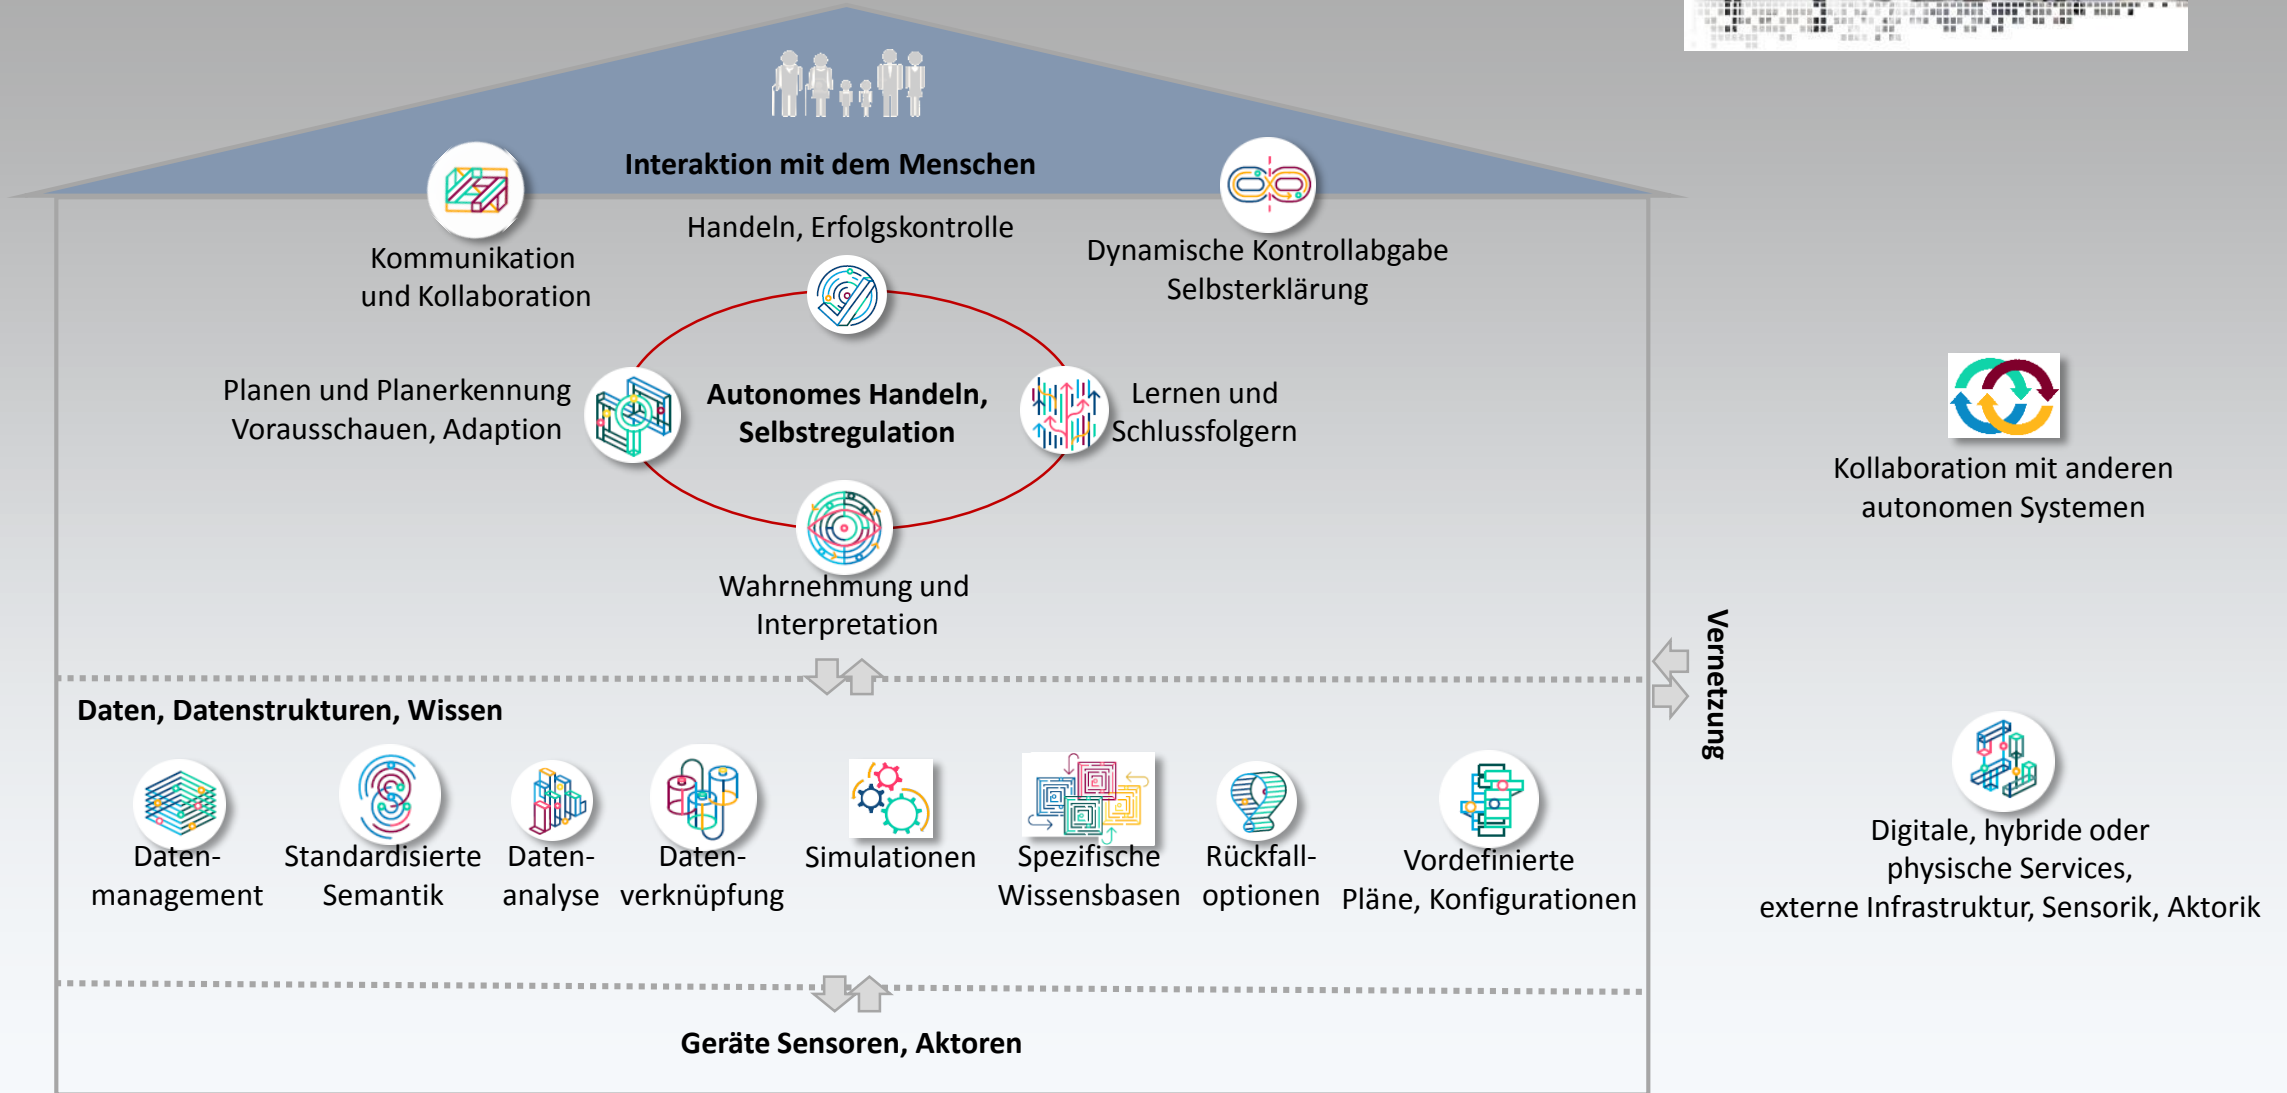 Interaktion mit dem Menschen
Kommunikation
und Kollaboration
Handeln, Erfolgskontrolle
Dynamische Kontrollabgabe
Selbsterklärung
Planen und Planerkennung
Vorausschauen, Adaption
Autonomes Handeln,
Selbstregulation
Lernen und
Schlussfolgern
Wahrnehmung und
Interpretation
Kollaboration mit anderen
autonomen Systemen
Vernetzung
Daten, Datenstrukturen, Wissen
Daten-
management
Standardisierte
Semantik
Daten-
analyse
Daten-
verknüpfung
Simulationen
Spezifische
Wissensbasen
Rückfall-
optionen
Vordefinierte
Pläne, Konfigurationen
Digitale, hybride oder
physische Services,
externe Infrastruktur, Sensorik, Aktorik
Geräte Sensoren, Aktoren